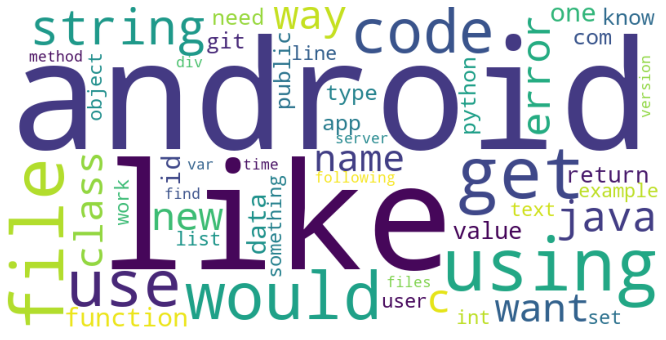 string
git
need
way
code
one
know
com
method
div
object
public
line
android
type
app
server
python
error
version
file
class
work
id
var
time
find
like
name
following
get
return
example
new
list
data
something
text
java
value
use
would
files
user
c
using
int
want
set
function